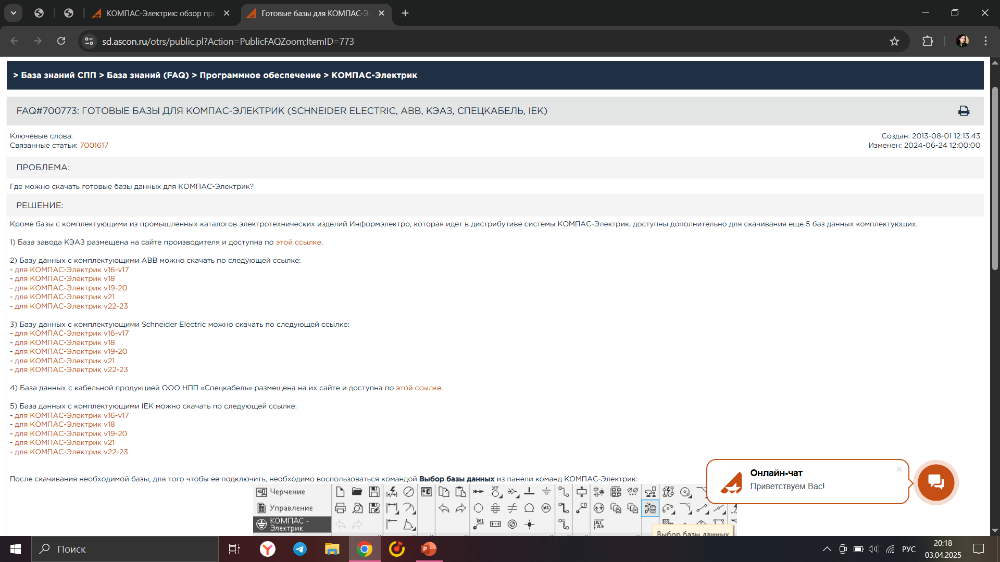 КОМПАС-Электрик: обзор пр
Готовые базы для КОМПАС-Э
sd.ascon.ru/otrs/public.pl?Action=PublicFAQZoom;ItemID=773
> База знаний СПП > База знаний (FAQ) > Программное обеспечение > КОМПАС-Электрик
FAQ#700773: ГОТОВЫЕ БАЗЫ ДЛЯ КОМПАС-ЭЛЕКТРИК (SCHNEIDER ELECTRIC, ABB, КЭАЗ, СПЕЦКАБЕЛЬ, IEK)
Ключевые слова:
Создан: 2013-08-01 12:13:43
Связанные статьи: 7001617
Изменен: 2024-06-24 12:00:00
ПРОБЛЕМА:
Где можно скачать готовые базы данных для КОМПАС-Электрик?
РЕШЕНИЕ:
Кроме базы с комплектующими из промышленных каталогов электротехнических изделий Информэлектро, которая идет в дистрибутиве системы КОМПАС-Электрик, доступны дополнительно для скачивания еще 5 баз данных комплектующих.
1) База завода КЭАЗ размещена на сайте производителя и доступна по этой ссылке.
2) Базу данных с комплектующими ABB можно скачать по следующей ссылке:
- для КОМПАС-Электрик v16-v17
- для КОМПАС-Электрик v18
- для КОМПАС-Электрик v19-20
- для КОМПАС-Электрик v21
- для КОМПАС-Электрик v22-23
3) Базу данных с комплектующими Schneider Electric можно скачать по следующей ссылке:
- для КОМПАС-Электрик v16-v17
- для КОМПАС-Электрик v18
- для КОМПАС-Электрик v19-20
- для КОМПАС-Электрик v21
- для КОМПАС-Электрик v22-23
4) База данных с кабельной продукцией ООО НПП «Спецкабель» размещена на их сайте и доступна по этой ссылке.
5) База данных с комплектующими IEK можно скачать по следующей ссылке:
- для КОМПАС-Электрик v16-v17
- для КОМПАС-Электрик v18
- для КОМПАС-Электрик v19-20
- для КОМПАС-Электрик v21
- для КОМПАС-Электрик v22-23
После скачивания необходимой базы, для того чтобы ее подключить, необходимо воспользоваться командой Выбор базы данных из панели команд КОМПАС-Электрик:
Черчение
Управление
КОМПАС -
Электрик
Выбор базы данных
Онлайн-чат
Приветствуем Вас!
×
Поиск
РУС
20:18
03.04.2025